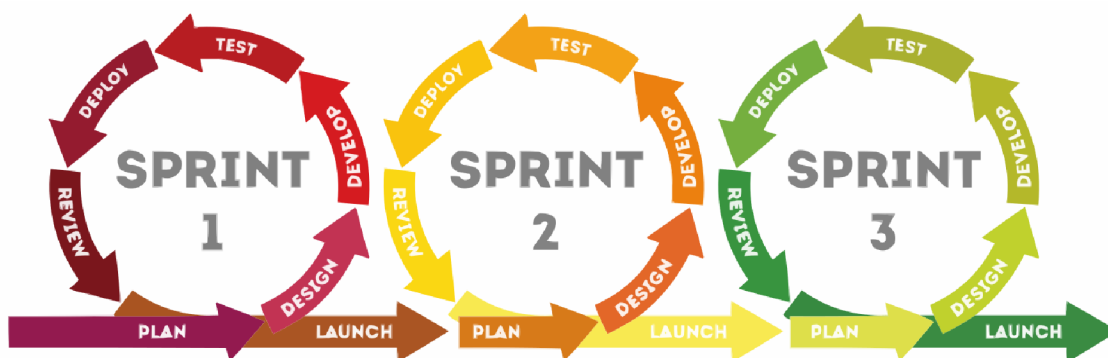 TEST
DEPLOY
DEVELOP
SPRINT
1
REVIEW
DESIGN
PLAN
LAUNCH
TEST
DEPLOY
DEVELOP
SPRINT
2
REVIEW
DESIGN
PLAN
LAUNCH
TEST
DEPLOY
DEVELOP
SPRINT
3
REVIEW
DESIGN
PLAN
LAUNCH